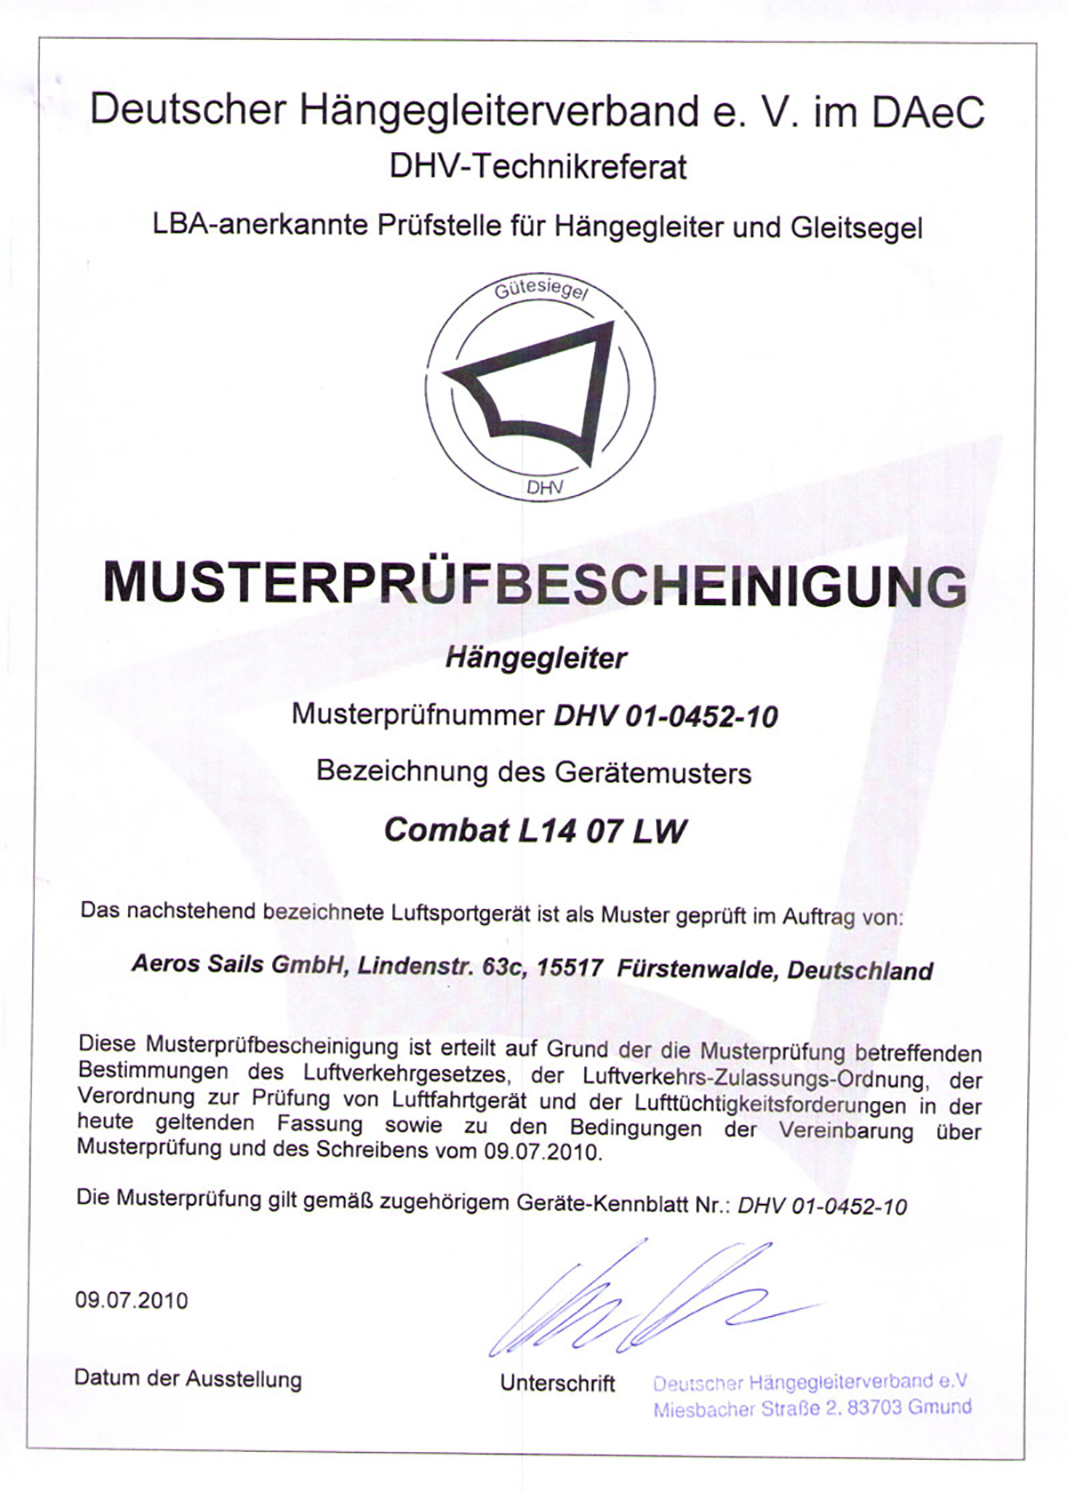 Deutscher Hängegleiterverband e. V. im DAeC
DHV-Technikreferat
LBA-anerkannte Prüfstelle für Hängegleiter und Gleitsegel
Gütesiegel
DHV
MUSTERPRÜFBESCHEINIGUNG
Hängegleiter
Musterprüfnummer DHV 01-0452-10
Bezeichnung des Gerätemusters
Combat L14 07 LW
Das nachstehend bezeichnete Luftsportgerät ist als Muster geprüft im Auftrag von:
Aeros Sails GmbH, Lindenstr. 63c, 15517 Fürstenwalde, Deutschland
Diese Musterprüfbescheinigung ist erteilt auf Grund der die Musterprüfung betreffenden
Bestimmungen des Luftverkehrgesetzes, der Luftverkehrs-Zulassungs-Ordnung, der
Verordnung zur Prüfung von Luftfahrtgerät und der Lufttüchtigkeitsforderungen in der
heute geltenden Fassung sowie zu den Bedingungen der Vereinbarung über
Musterprüfung und des Schreibens vom 09.07.2010.
Die Musterprüfung gilt gemäß zugehörigem Geräte-Kennblatt Nr.: DHV 01-0452-10
09.07.2010
Datum der Ausstellung
Unterschrift
Deutscher Hängegleiterverband e.V
Miesbacher Straße 2, 83703 Gmund